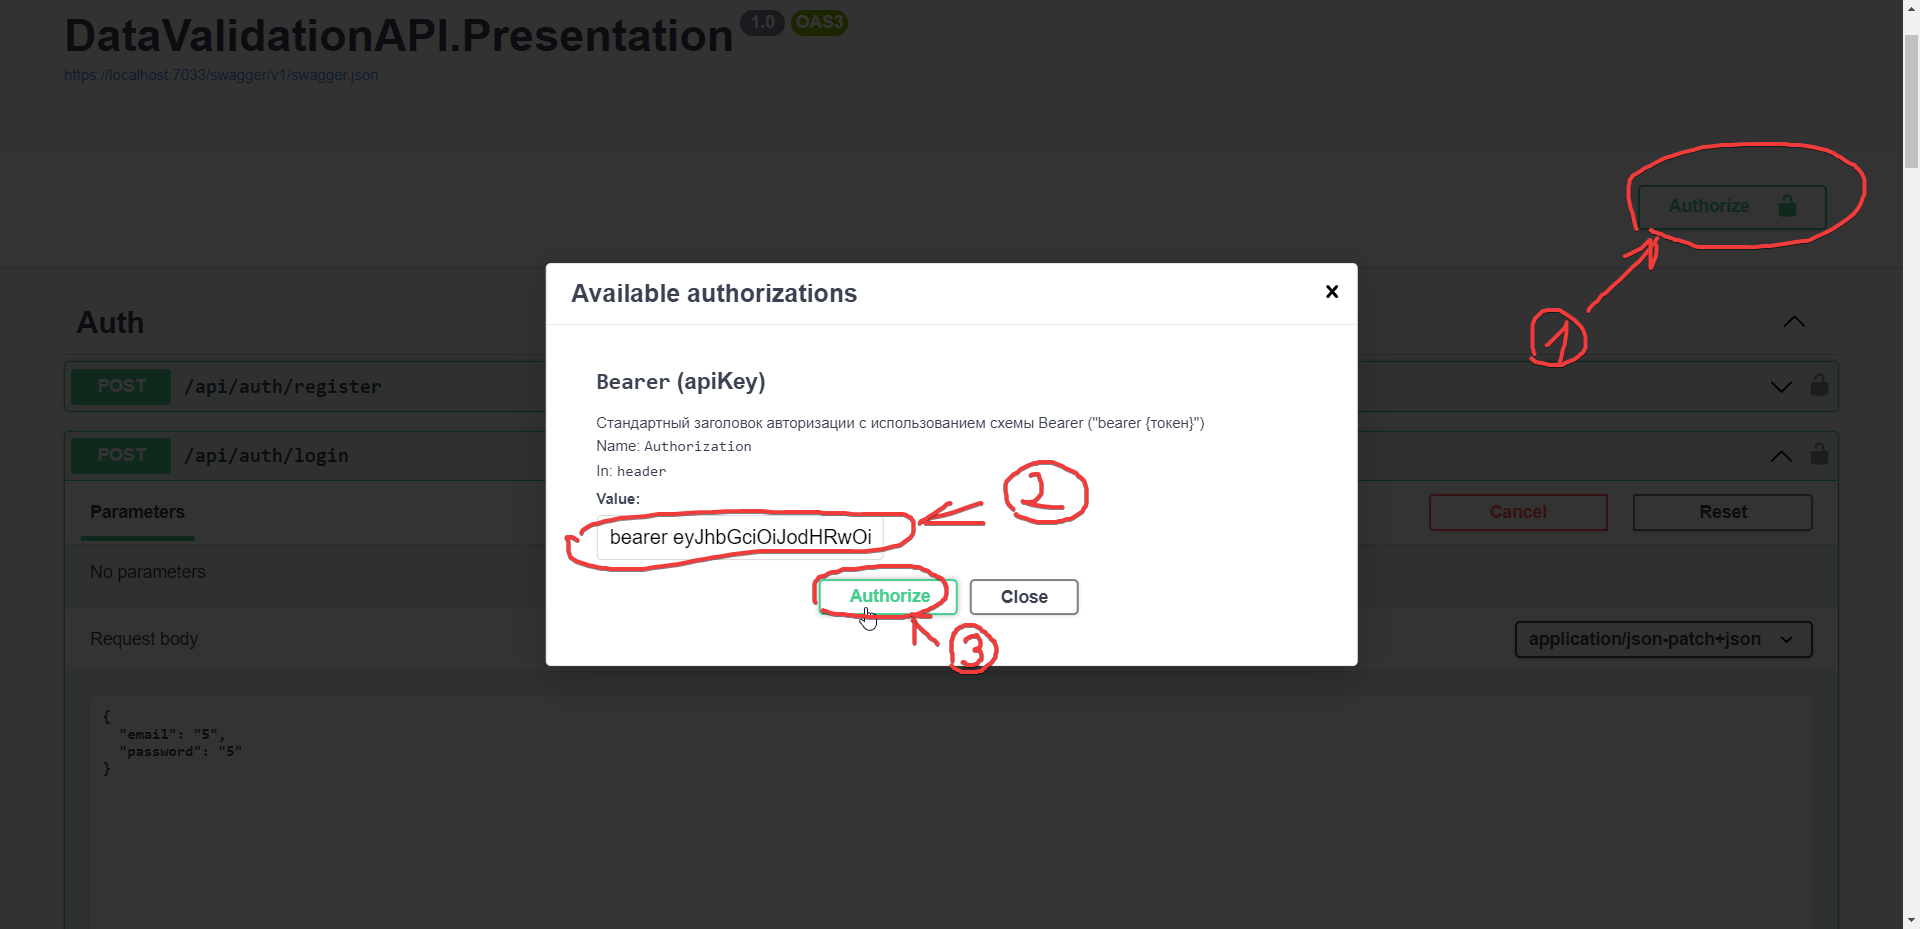 DataValidationAPI.Presentation 1.0 OAS3
https://localhost:7033/swagger/v1/swagger.json
Authorize
1
Available authorizations
Bearer (apiKey)
Стандартный заголовок авторизации с использованием схемы Bearer ("bearer {токен}")
Name: Authorization
In: header
Value:
bearer eyJhbGciOiJodHRwOi
2
Authorize Close
3
Auth
POST /api/auth/register
POST /api/auth/login
Parameters
Cancel Reset
No parameters
Request body
application/json-patch+json
{
"email": "5",
"password": "5"
}